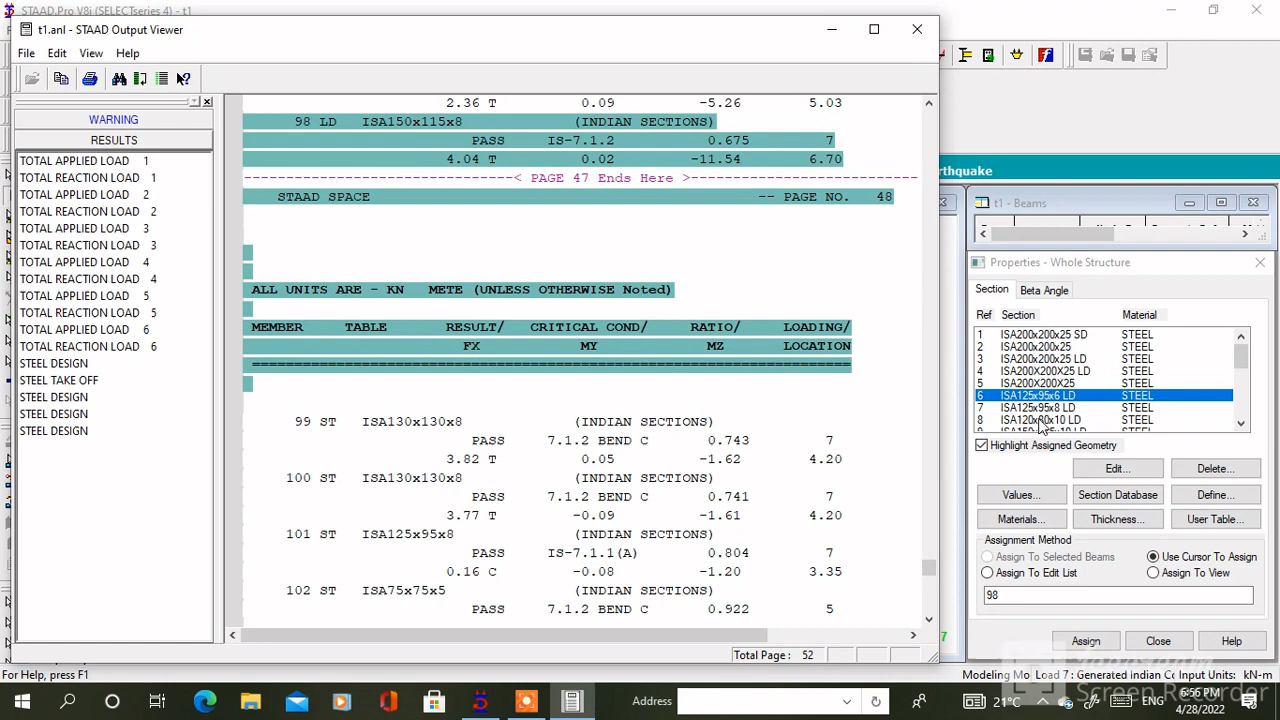 STAAD.Pro V8i (SELECTseries 4) - t1
t1.anl - STAAD Output Viewer
File Edit View Help
WARNING
RESULTS
TOTAL APPLIED LOAD 1
TOTAL REACTION LOAD 1
TOTAL APPLIED LOAD 2
TOTAL REACTION LOAD 2
TOTAL APPLIED LOAD 3
TOTAL REACTION LOAD 3
TOTAL APPLIED LOAD 4
TOTAL REACTION LOAD 4
TOTAL APPLIED LOAD 5
TOTAL REACTION LOAD 5
TOTAL APPLIED LOAD 6
TOTAL REACTION LOAD 6
STEEL DESIGN
STEEL TAKE OFF
STEEL DESIGN
STEEL DESIGN
STEEL DESIGN
2.36 T 0.09 -5.26 5.03
98 LD ISA150x115x8 (INDIAN SECTIONS)
PASS IS-7.1.2 0.675 7
4.04 T 0.02 -11.54 6.70
----------------------------------< PAGE 47 Ends Here >-----------------------------
STAAD SPACE -- PAGE NO. 48
ALL UNITS ARE - KN METE (UNLESS OTHERWISE Noted)
MEMBER TABLE RESULT/ CRITICAL COND/ RATIO/ LOADING/
FX MY MZ LOCATION
=======================================================================
99 ST ISA130x130x8 (INDIAN SECTIONS)
PASS 7.1.2 BEND C 0.743 7
3.82 T 0.05 -1.62 4.20
100 ST ISA130x130x8 (INDIAN SECTIONS)
PASS 7.1.2 BEND C 0.741 7
3.77 T -0.09 -1.61 4.20
101 ST ISA125x95x8 (INDIAN SECTIONS)
PASS IS-7.1.1(A) 0.804 7
0.16 C -0.08 -1.20 3.35
102 ST ISA75x75x5 (INDIAN SECTIONS)
PASS 7.1.2 BEND C 0.922 5
Total Page: 52
arthquake
t1 - Beams
Properties - Whole Structure
Section Beta Angle
Ref Section Material
1 ISA200x200x25 SD STEEL
2 ISA200x200x25 STEEL
3 ISA200x200x25 LD STEEL
4 ISA200X200X25 LD STEEL
5 ISA200X200X25 STEEL
6 ISA125x95x6 LD STEEL
7 ISA125x95x8 LD STEEL
8 ISA120x80x10 LD STEEL
Highlight Assigned Geometry
Edit... Delete...
Values... Section Database Define...
Materials... Thickness... User Table...
Assignment Method
Assign To Selected Beams Use Cursor To Assign
Assign To Edit List Assign To View
98
Assign Close Help
7
For Help, press F1
Modeling Mo Load 7 : Generated indian Co Input Units: kN-m
Screen Recorder
Address
21°C
ENG
6:56 PM
4/28/2022